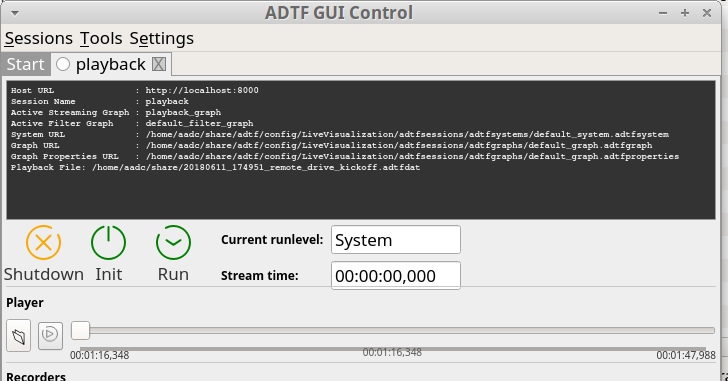 ADTF GUI Control
Sessions Tools Settings
Start playback
Host URL : http://localhost:8000
Session Name : playback
Active Streaming Graph : playback_graph
Active Filter Graph : default_filter_graph
System URL : /home/aadc/share/adtf/config/LiveVisualization/adtfsessions/adtfsystems/default_system.adtfsystem
Graph URL : /home/aadc/share/adtf/config/LiveVisualization/adtfsessions/adtfgraphs/default_graph.adtfgraph
Graph Properties URL : /home/aadc/share/adtf/config/LiveVisualization/adtfsessions/adtfgraphs/default_graph.adtfproperties
Playback File: /home/aadc/share/20180611_174951_remote_drive_kickoff.adtfdat
Current runlevel: System
Shutdown Init Run
Stream time: 00:00:00,000
Player
00:01:16,348 00:01:16,348 00:01:47,988
Recorders